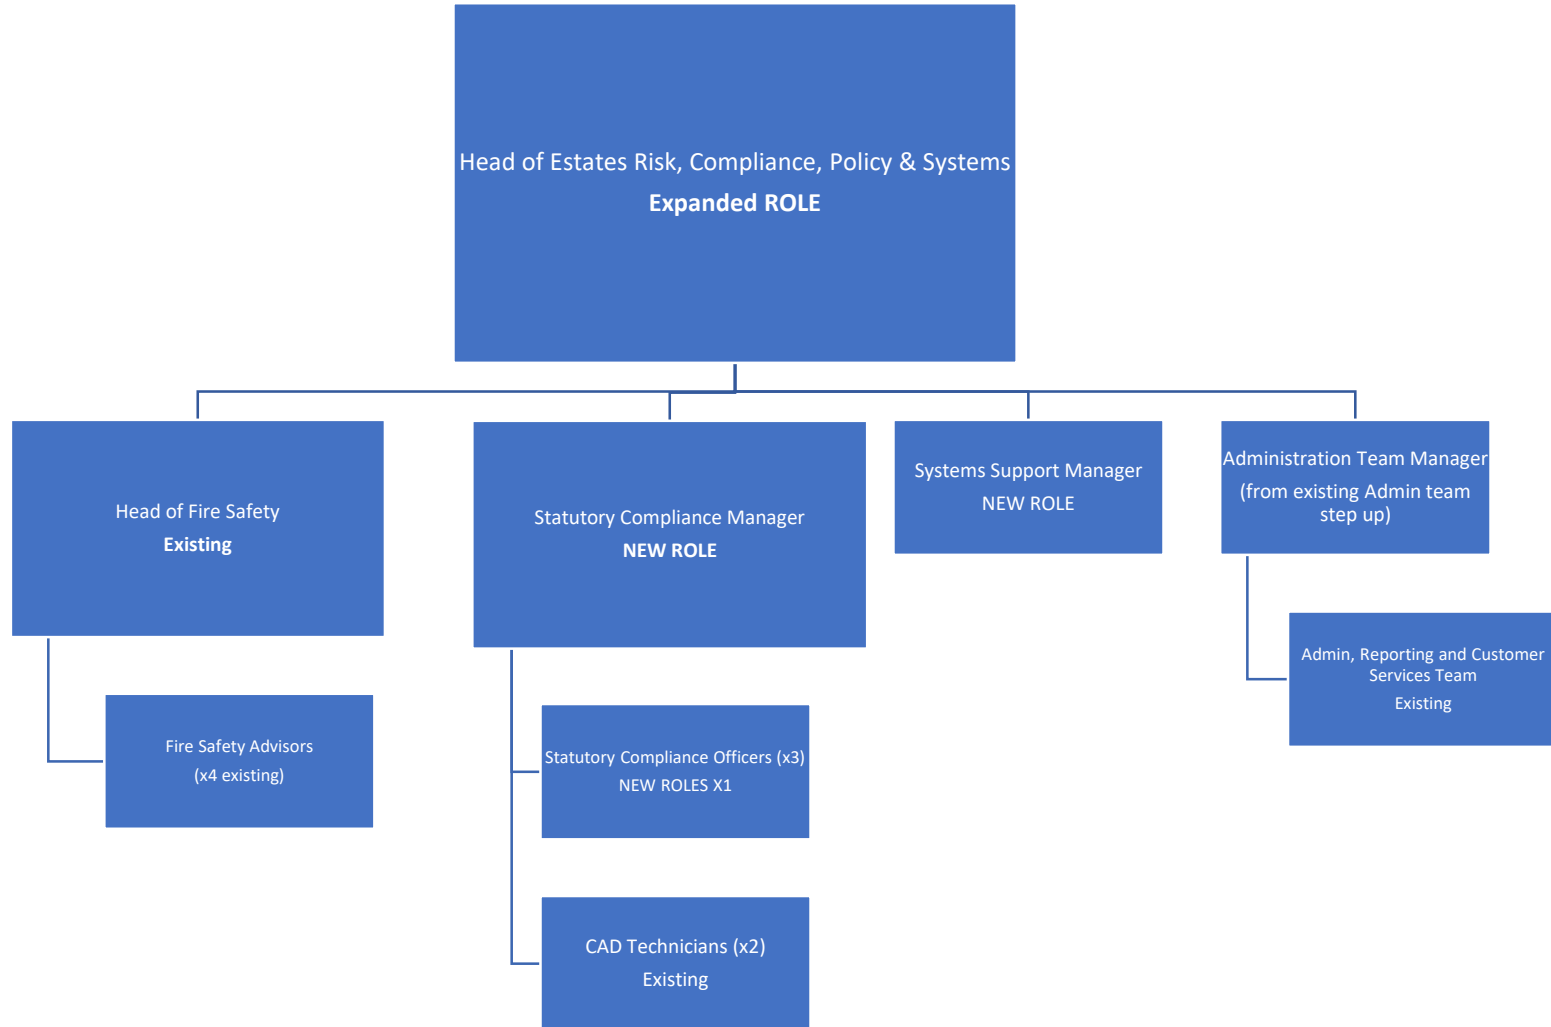 Head of Estates Risk, Compliance, Policy & Systems
Expanded ROLE
Head of Fire Safety
Existing
Statutory Compliance Manager
NEW ROLE
Systems Support Manager
NEW ROLE
Administration Team Manager
(from existing Admin team
step up)
Fire Safety Advisors
(x4 existing)
Statutory Compliance Officers (x3)
NEW ROLES X1
CAD Technicians (x2)
Existing
Admin, Reporting and Customer
Services Team
Existing